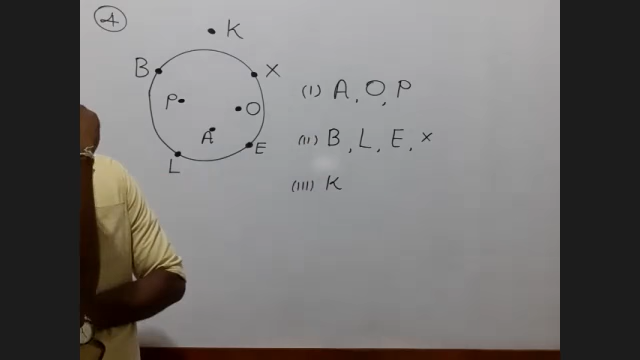 4
K
B
X
P
O
A
E
L
(I) A, O, P
(II) B, L, E, X
(III) K